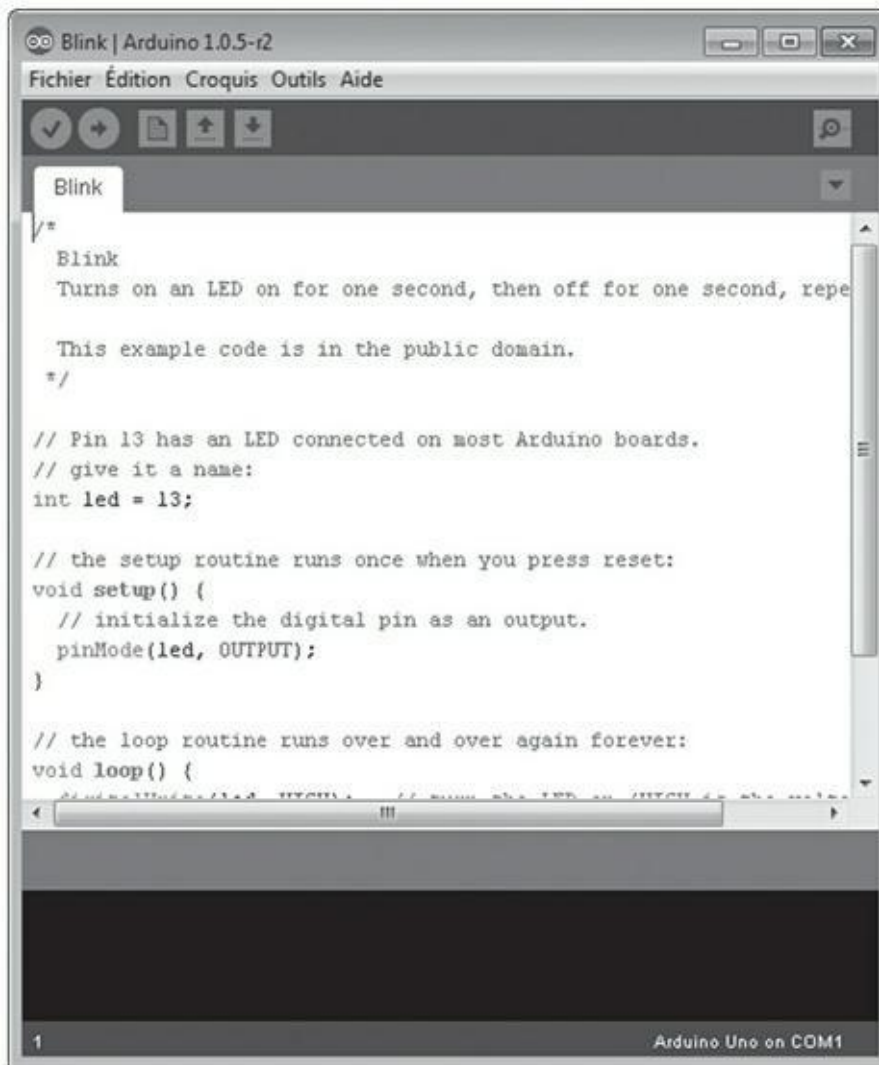 Blink | Arduino 1.0.5-r2
Fichier Édition Croquis Outils Aide
Blink
/*
Blink
Turns on an LED on for one second, then off for one second, repe
This example code is in the public domain.
*/
// Pin 13 has an LED connected on most Arduino boards.
// give it a name:
int led = 13;
// the setup routine runs once when you press reset:
void setup() {
// initialize the digital pin as an output.
pinMode(led, OUTPUT);
}
// the loop routine runs over and over again forever:
void loop() {
1
Arduino Uno on COM1